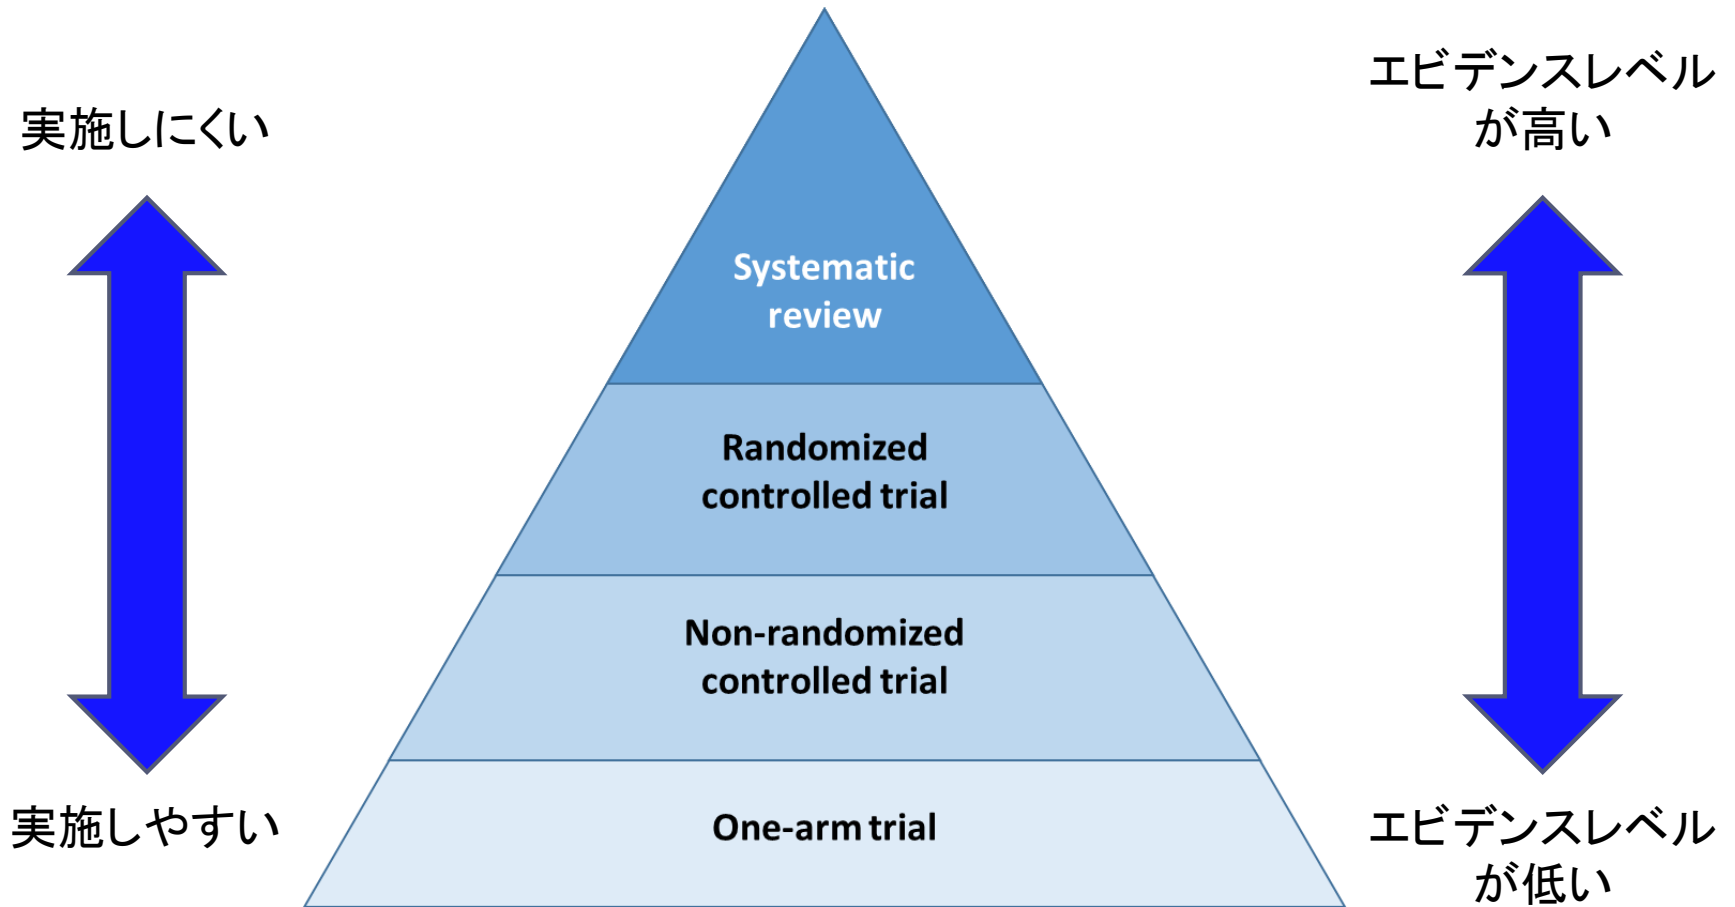 実施しにくい
エビデンスレベル
が高い
Systematic
review
Randomized
controlled trial
Non-randomized
controlled trial
One-arm trial
実施しやすい
エビデンスレベル
が低い